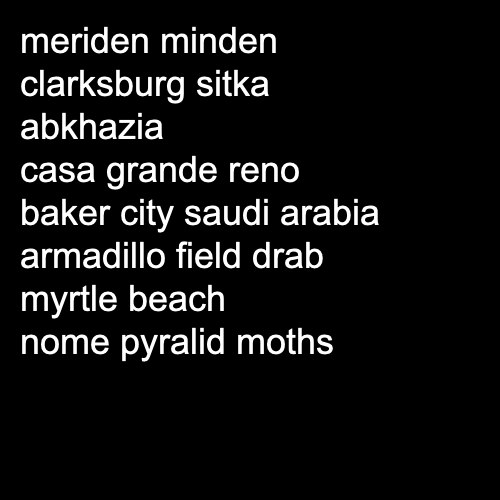 meriden minden
clarksburg sitka
abkhazia
casa grande reno
baker city saudi arabia
armadillo field drab
myrtle beach
nome pyralid moths